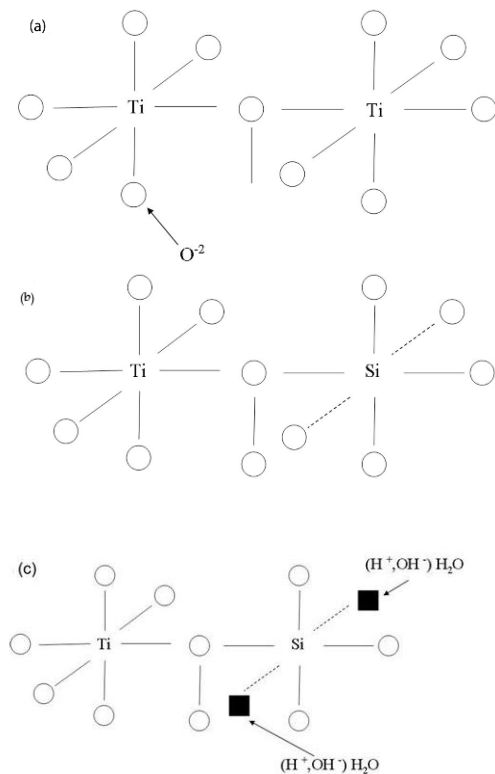 (a)
Ti Ti
O⁻²
(b)
Ti Si
(c)
(H⁺,OH⁻) H₂O
Ti Si
(H⁺,OH⁻) H₂O